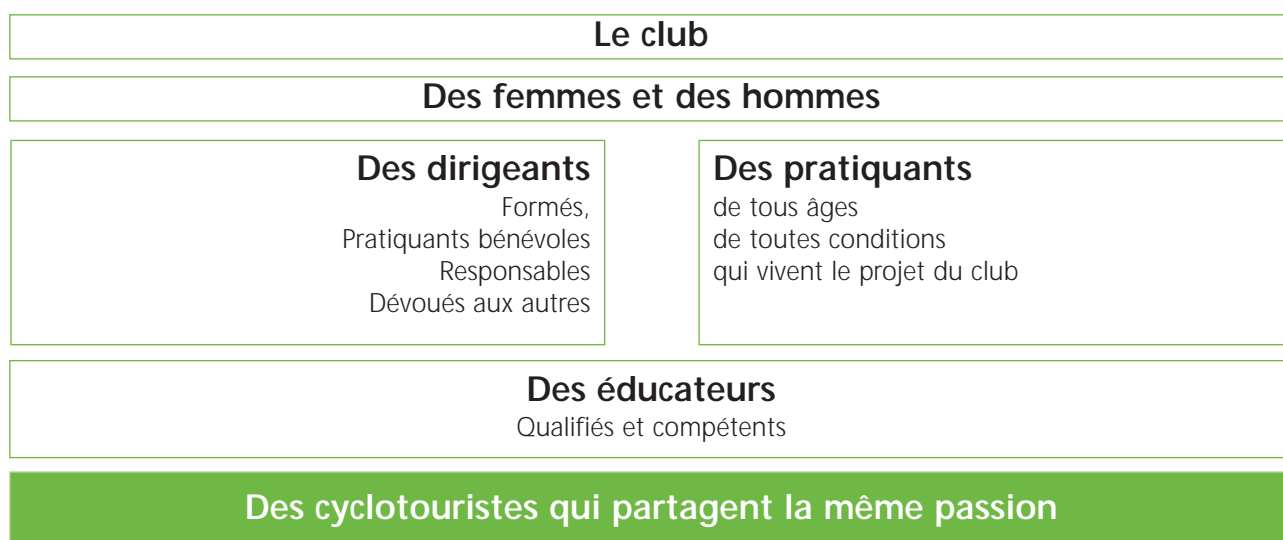 Le club
Des femmes et des hommes
Des dirigeants
Formés,
Pratiquants bénévoles
Responsables
Dévoués aux autres
Des pratiquants
de tous âges
de toutes conditions
qui vivent le projet du club
Des éducateurs
Qualifiés et compétents
Des cyclotouristes qui partagent la même passion